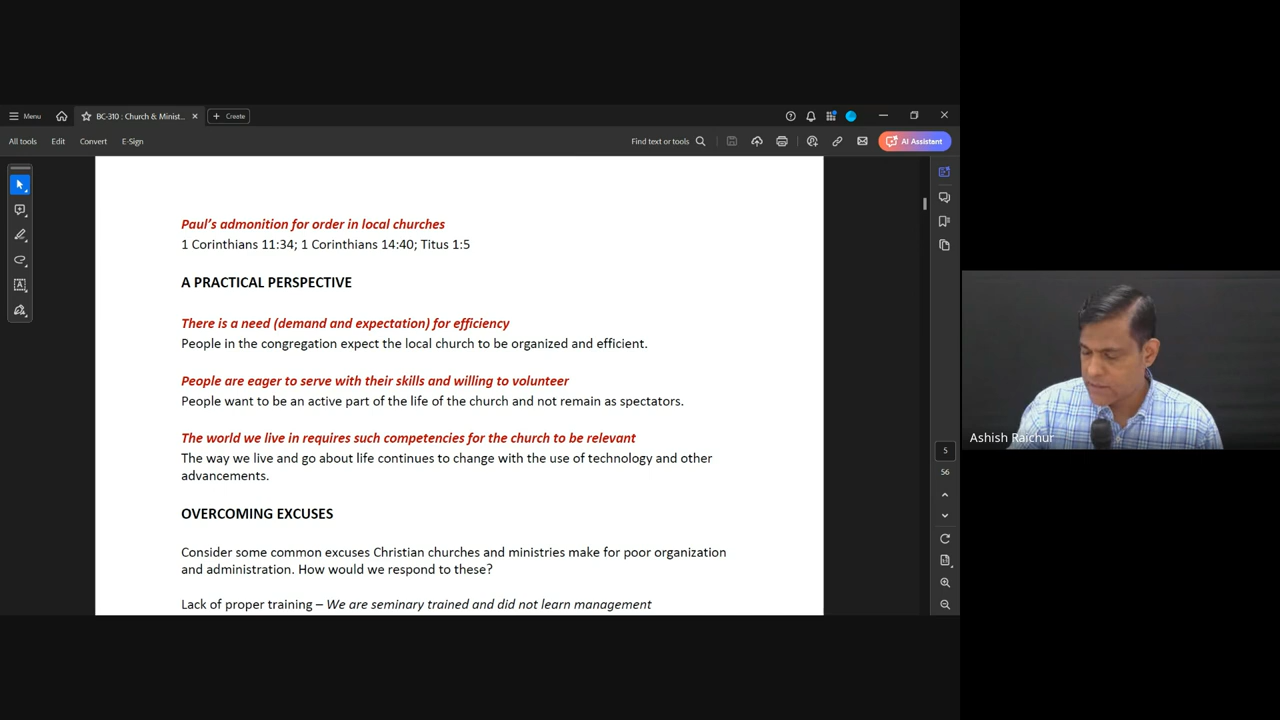 Menu
BC-310 : Church & Minist...
Create
All tools
Edit
Convert
E-Sign
Find text or tools
AI Assistant
Paul's admonition for order in local churches
1 Corinthians 11:34; 1 Corinthians 14:40; Titus 1:5
A PRACTICAL PERSPECTIVE
There is a need (demand and expectation) for efficiency
People in the congregation expect the local church to be organized and efficient.
People are eager to serve with their skills and willing to volunteer
People want to be an active part of the life of the church and not remain as spectators.
The world we live in requires such competencies for the church to be relevant
The way we live and go about life continues to change with the use of technology and other
advancements.
OVERCOMING EXCUSES
Consider some common excuses Christian churches and ministries make for poor organization
and administration. How would we respond to these?
Lack of proper training – We are seminary trained and did not learn management
5
56
Ashish Raichur